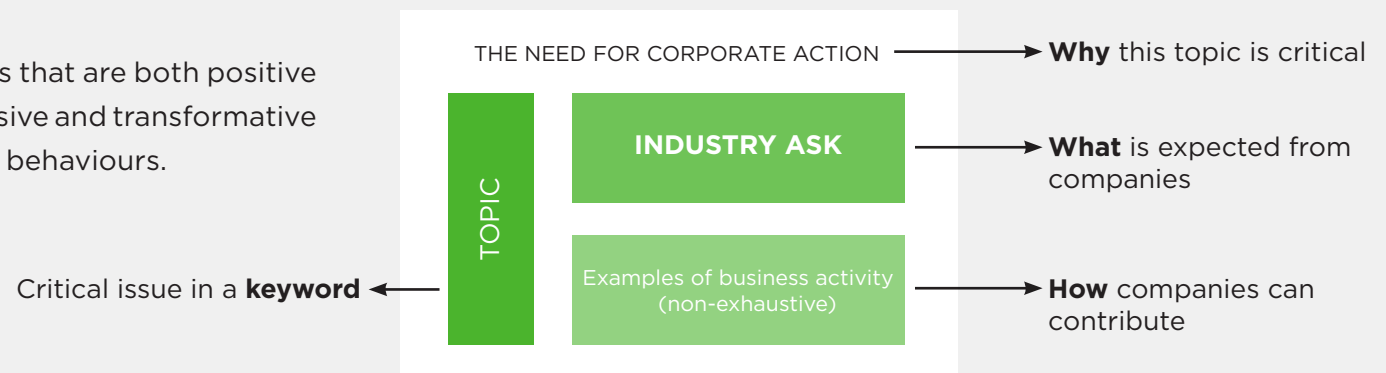 s that are both positive
sive and transformative
behaviours.
THE NEED FOR CORPORATE ACTION
Why this topic is critical
TOPIC
INDUSTRY ASK
What is expected from
companies
Critical issue in a keyword
Examples of business activity
(non-exhaustive)
How companies can
contribute